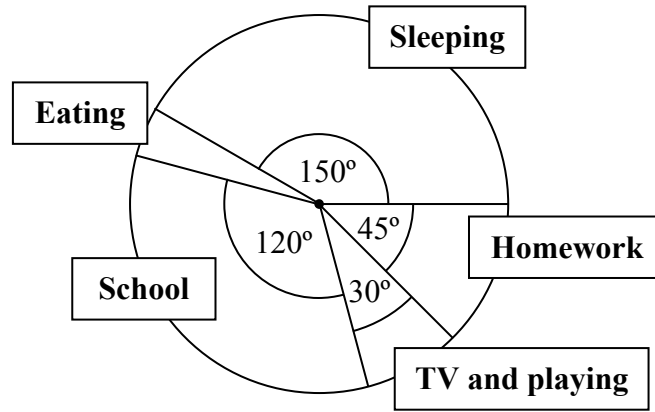 Sleeping
Eating
150º
45º
120º
Homework
School
30º
TV and playing